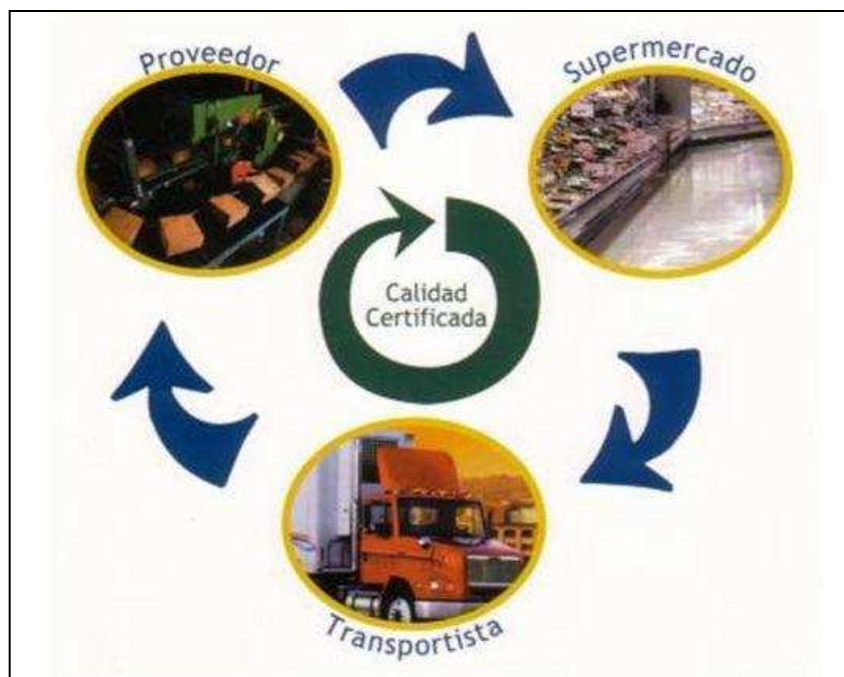 Proveedor
Supermercado
Calidad
Certificada
Transportista